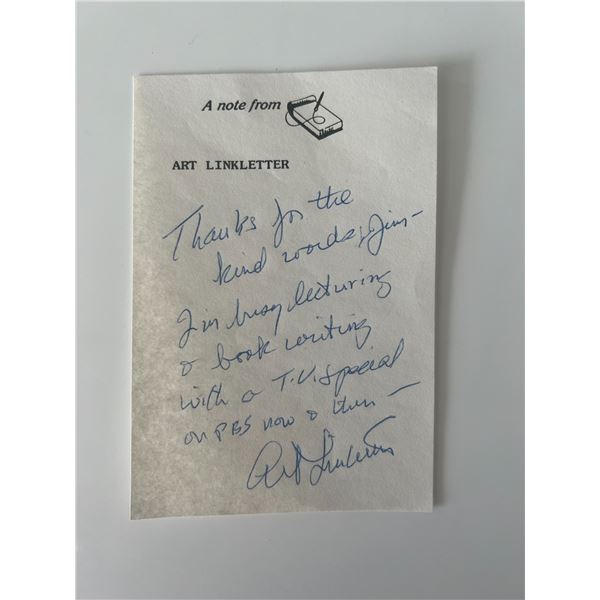 A note from
ART LINKLETTER
Thanks for the
kind words, Jim -
I'm busy lecturing
& book writing
with a T.V. special
on PBS now & then -
Art Linkletter